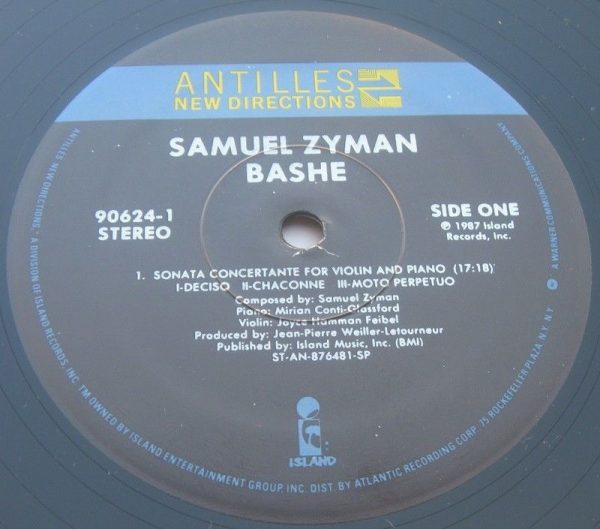 ANTILLES
NEW DIRECTIONS
SAMUEL ZYMAN
BASHE
90624-1
STEREO
SIDE ONE
℗ 1987 Island
Records, Inc.
1. SONATA CONCERTANTE FOR VIOLIN AND PIANO (17:18)
I-DECISO II-CHACONNE III-MOTO PERPETUO
Composed by: Samuel Zyman
Piano: Mirian Conti-Glossford
Violin: Joyce Hamman Feibel
Produced by: Jean-Pierre Weiller-Letourneur
Published by: Island Music, Inc. (BMI)
ST-AN-876481-SP
ISLAND
ANTILLES NEW DIRECTIONS - A DIVISION OF ISLAND RECORDS, INC. TM OWNED BY ISLAND ENTERTAINMENT GROUP, INC. DIST. BY ATLANTIC RECORDING CORP. 75 ROCKEFELLER PLAZA, N.Y., N.Y.
A WARNER COMMUNICATIONS COMPANY